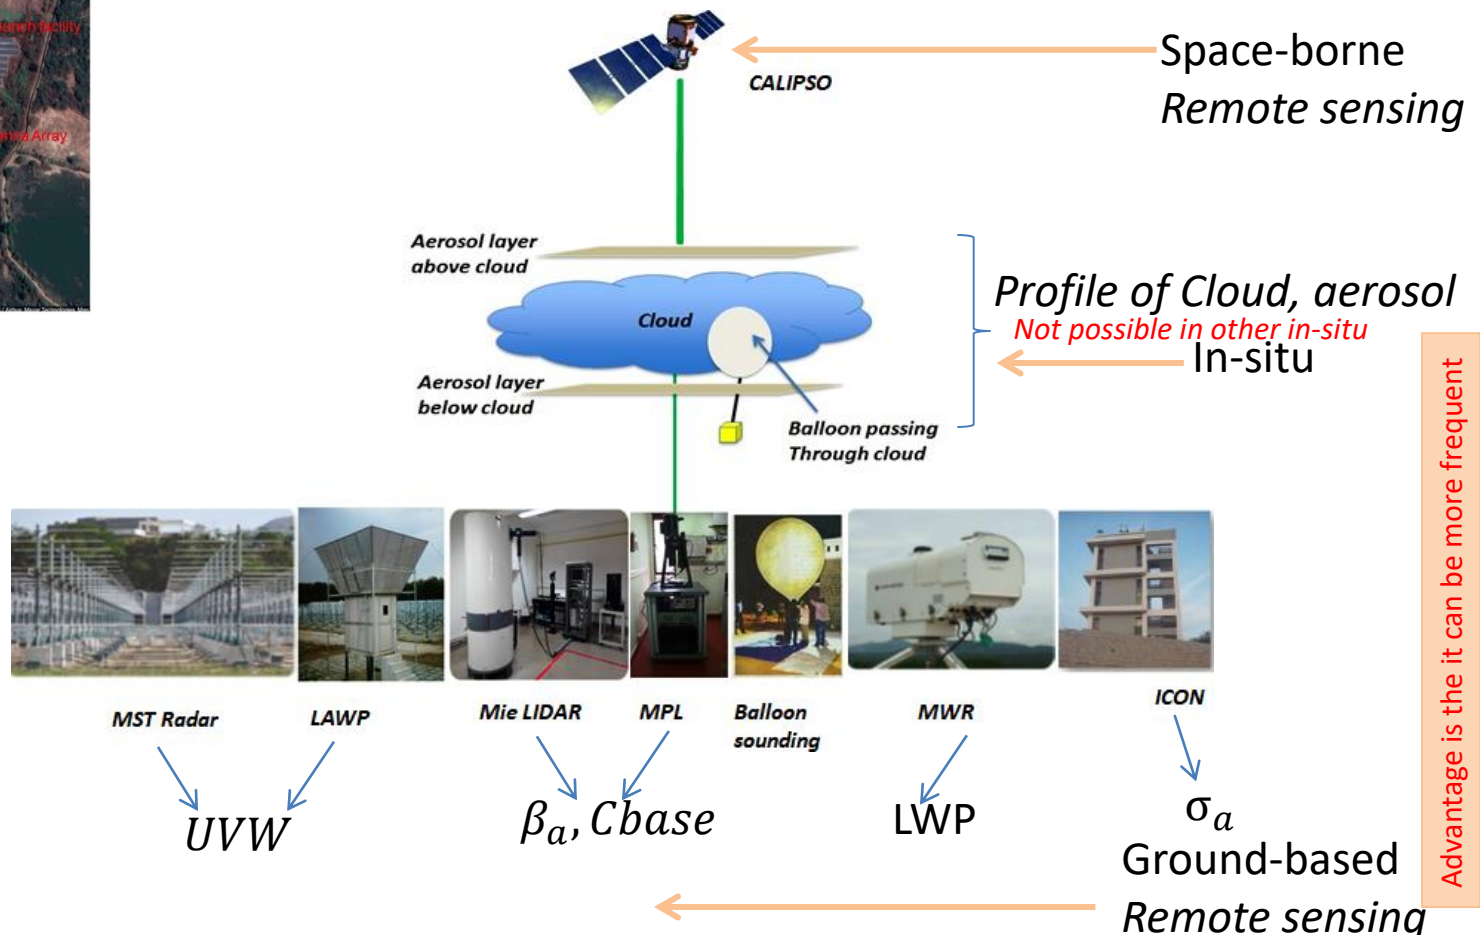 Space-borne
Remote sensing
CALIPSO
launch facility
Array
Aerosol layer
above cloud
Cloud
Profile of Cloud, aerosol
Not possible in other in-situ
In-situ
Aerosol layer
below cloud
Balloon passing
Through cloud
MST Radar
LAWP
Mie LIDAR
MPL
Balloon
sounding
MWR
ICON
UVW
βₐ, Cbase
LWP
σₐ
Ground-based
Remote sensing
Advantage is the it can be more frequent